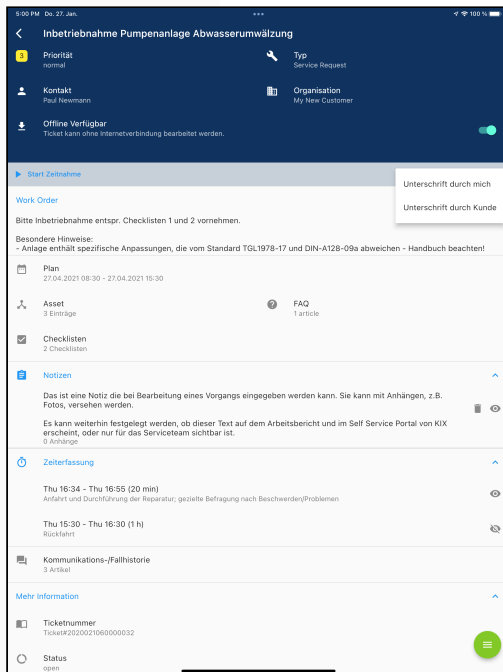 5:00 PM Do. 27. Jan.
100 %
Inbetriebnahme Pumpenanlage Abwasserumwälzung
3
Priorität
normal
Typ
Service Request
Kontakt
Paul Newmann
Organisation
My New Customer
Offline Verfügbar
Ticket kann ohne Internetverbindung bearbeitet werden.
Start Zeitnahme
Unterschrift durch mich
Unterschrift durch Kunde
Work Order
Bitte Inbetriebnahme entspr. Checklisten 1 und 2 vornehmen.
Besondere Hinweise:
- Anlage enthält spezifische Anpassungen, die vom Standard TGL1978-17 und DIN-A128-09a abweichen - Handbuch beachten!
Plan
27.04.2021 08:30 - 27.04.2021 15:30
Asset
3 Einträge
FAQ
1 article
Checklisten
2 Checklisten
Notizen
Das ist eine Notiz die bei Bearbeitung eines Vorgangs eingegeben werden kann. Sie kann mit Anhängen, z.B.
Fotos, versehen werden.
Es kann weiterhin festgelegt werden, ob dieser Text auf dem Arbeitsbericht und im Self Service Portal von KIX
erscheint, oder nur für das Serviceteam sichtbar ist.
0 Anhänge
Zeiterfassung
Thu 16:34 - Thu 16:55 (20 min)
Anfahrt und Durchführung der Reparatur; gezielte Befragung nach Beschwerden/Problemen
Thu 15:30 - Thu 16:30 (1 h)
Rückfahrt
Kommunikations-/Fallhistorie
3 Artikel
Mehr Information
Ticketnummer
Ticket#2020021060000032
Status
open